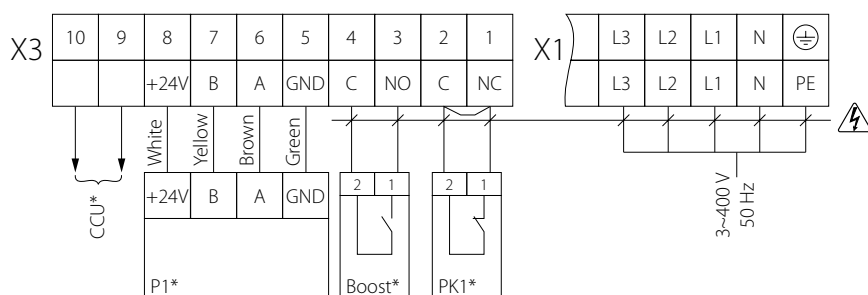 X3 10 9 8 7 6 5 4 3 2 1 X1 L3 L2 L1 N
+24V B A GND C NO C NC L3 L2 L1 N PE
White Yellow Brown Green
2 1 2 1
+24V B A GND
CCU*
3~400 V
50 Hz
P1* Boost* PK1*